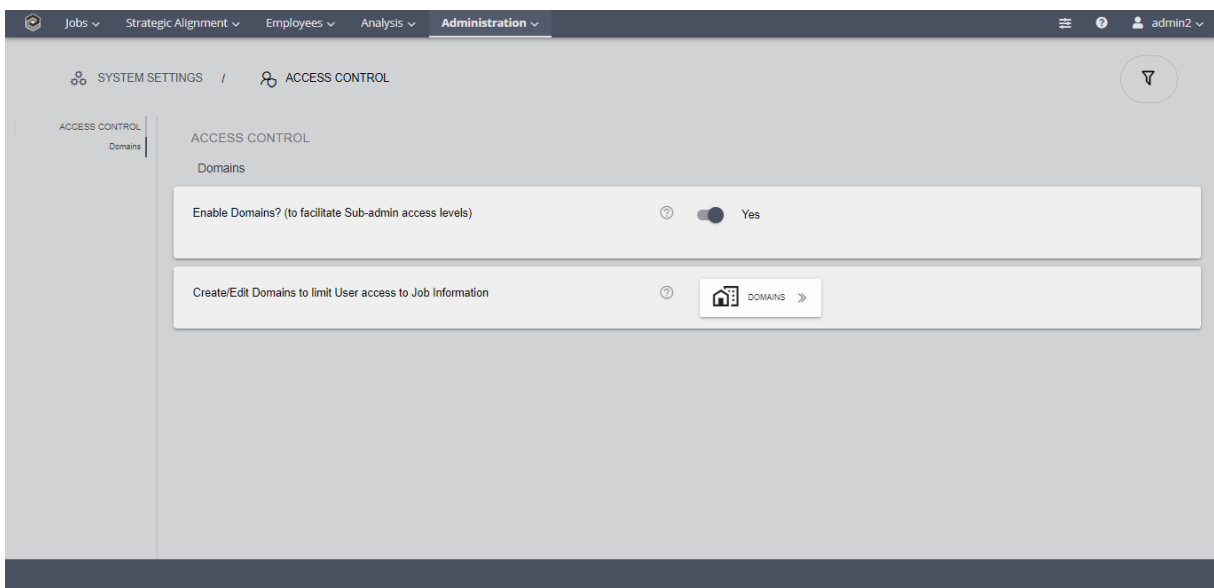 Jobs Strategic Alignment Employees Analysis Administration ? admin2
SYSTEM SETTINGS / ACCESS CONTROL
ACCESS CONTROL
Domains
ACCESS CONTROL
Domains
Enable Domains? (to facilitate Sub-admin access levels) ? Yes
Create/Edit Domains to limit User access to Job Information ? DOMAINS